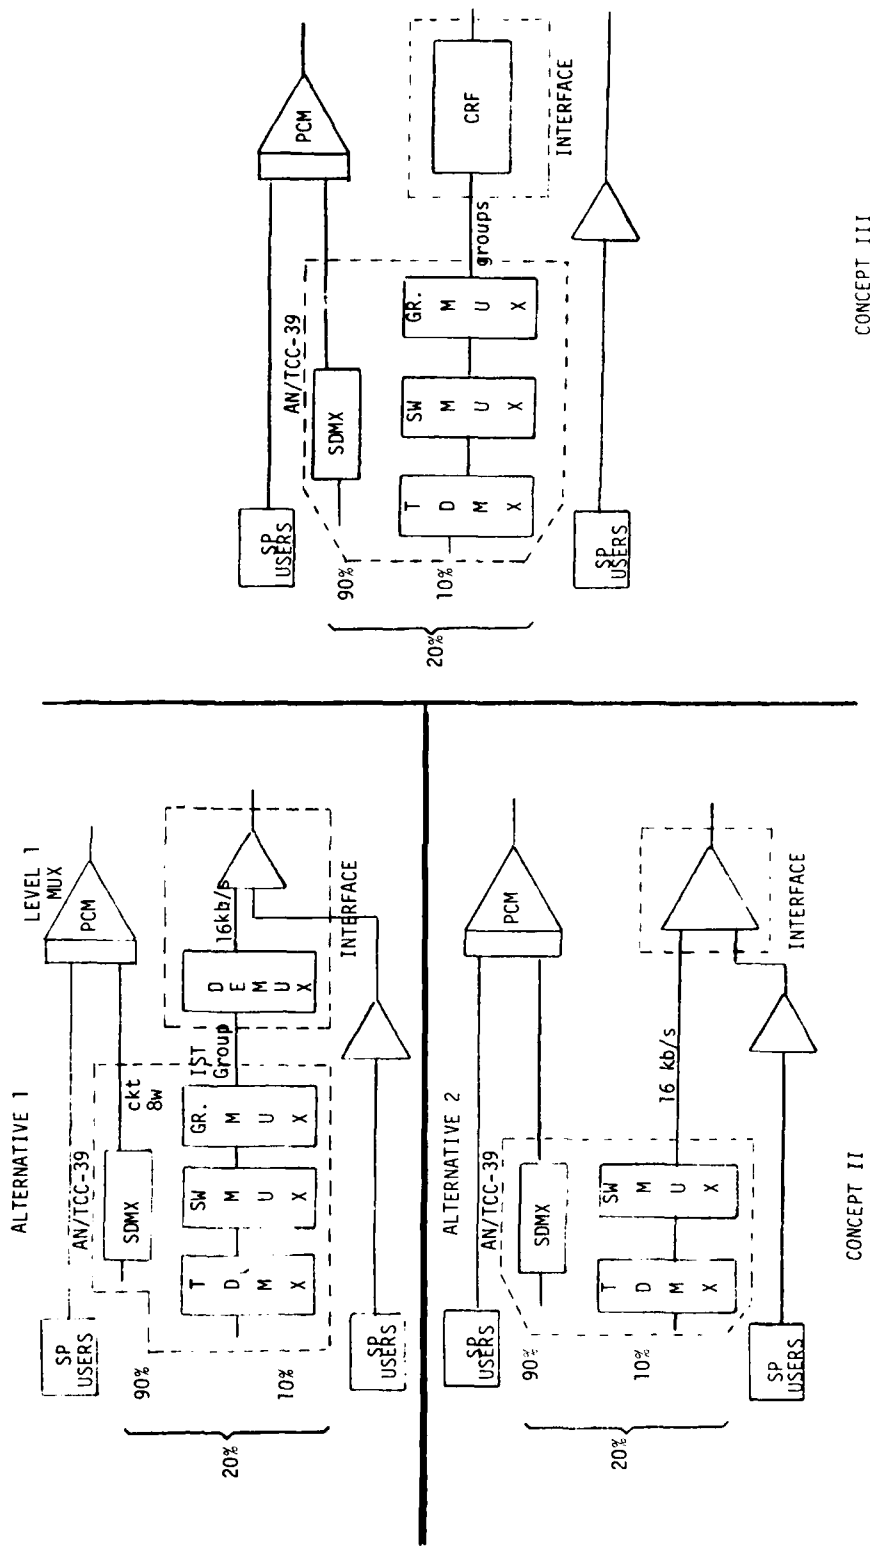 ALTERNATIVE 1
LEVEL 1
MUX
SP
USERS
PCM
AN/TCC-39
ckt
8w
90%
SDMX
20%
10%
T
D
M
X
SW
M
U
X
GR.
M
U
X
IST
Group
D
E
M
U
X
16kb/s
INTERFACE
SP
USERS
ALTERNATIVE 2
SP
USERS
PCM
AN/TCC-39
90%
SDMX
20%
10%
T
D
M
X
SW
M
U
X
16 kb/s
INTERFACE
SP
USERS
CONCEPT II
SP
USERS
PCM
AN/TCC-39
90%
SDMX
20%
10%
T
D
M
X
SW
M
U
X
GR.
M
U
X
groups
CRF
INTERFACE
SP
USERS
CONCEPT III